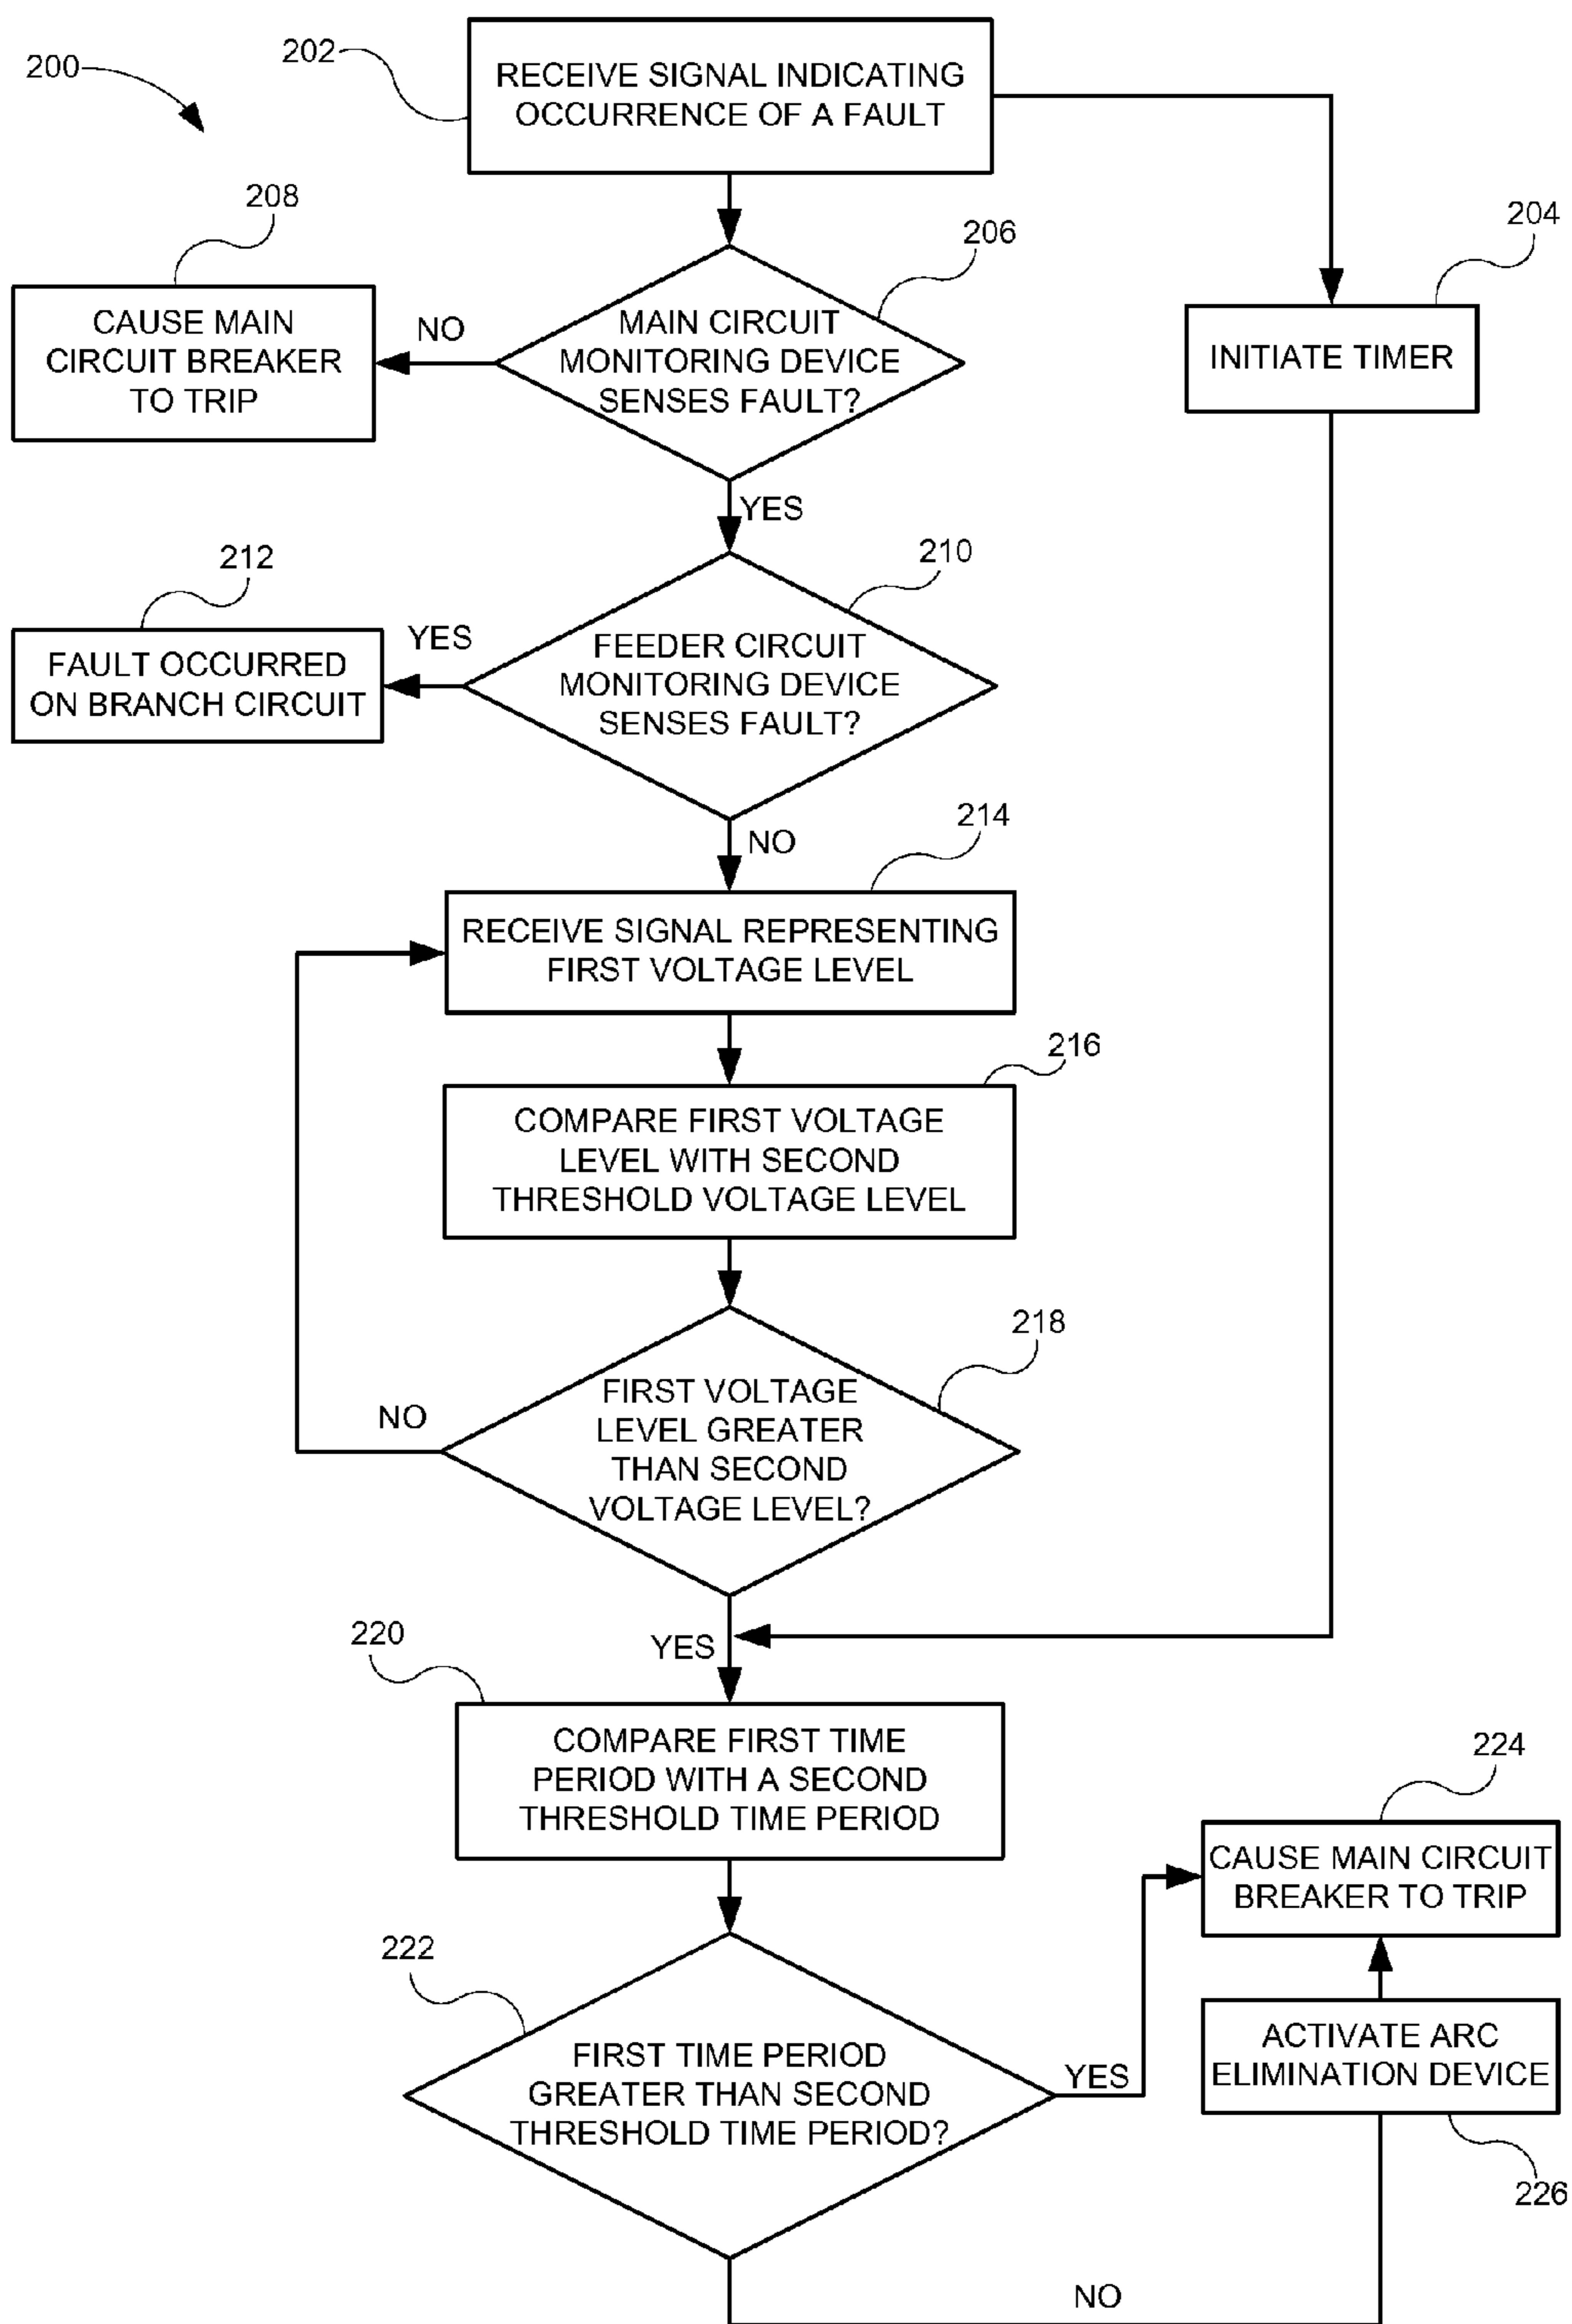 200
202
RECEIVE SIGNAL INDICATING
OCCURRENCE OF A FAULT
204
INITIATE TIMER
206
MAIN CIRCUIT
MONITORING DEVICE
SENSES FAULT?
NO
208
CAUSE MAIN
CIRCUIT BREAKER
TO TRIP
YES
210
FEEDER CIRCUIT
MONITORING DEVICE
SENSES FAULT?
YES
212
FAULT OCCURRED
ON BRANCH CIRCUIT
NO
214
RECEIVE SIGNAL REPRESENTING
FIRST VOLTAGE LEVEL
216
COMPARE FIRST VOLTAGE
LEVEL WITH SECOND
THRESHOLD VOLTAGE LEVEL
218
FIRST VOLTAGE
LEVEL GREATER
THAN SECOND
VOLTAGE LEVEL?
NO
YES
220
COMPARE FIRST TIME
PERIOD WITH A SECOND
THRESHOLD TIME PERIOD
222
FIRST TIME PERIOD
GREATER THAN SECOND
THRESHOLD TIME PERIOD?
YES
224
CAUSE MAIN CIRCUIT
BREAKER TO TRIP
ACTIVATE ARC
ELIMINATION DEVICE
226
NO